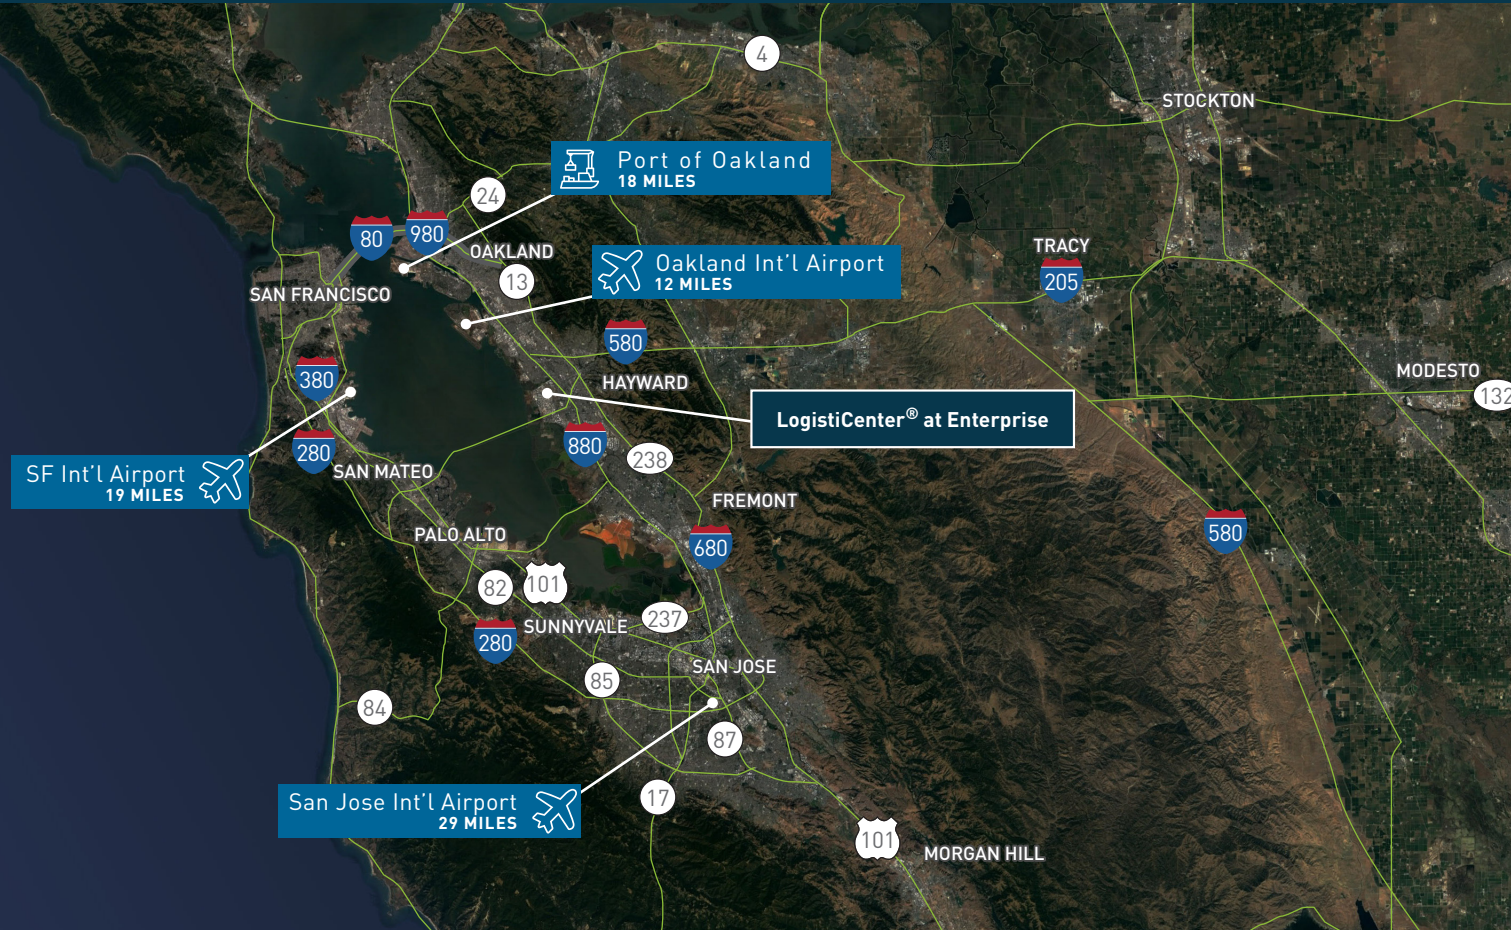 4
STOCKTON
Port of Oakland
18 MILES
24
80
980
OAKLAND
TRACY
Oakland Int'l Airport
12 MILES
13
205
SAN FRANCISCO
580
380
HAYWARD
MODESTO
132
LogistiCenter® at Enterprise
280
880
238
SAN MATEO
SF Int'l Airport
19 MILES
FREMONT
PALO ALTO
680
580
82
101
237
SUNNYVALE
280
SAN JOSE
85
84
87
San Jose Int'l Airport
29 MILES
17
101
MORGAN HILL